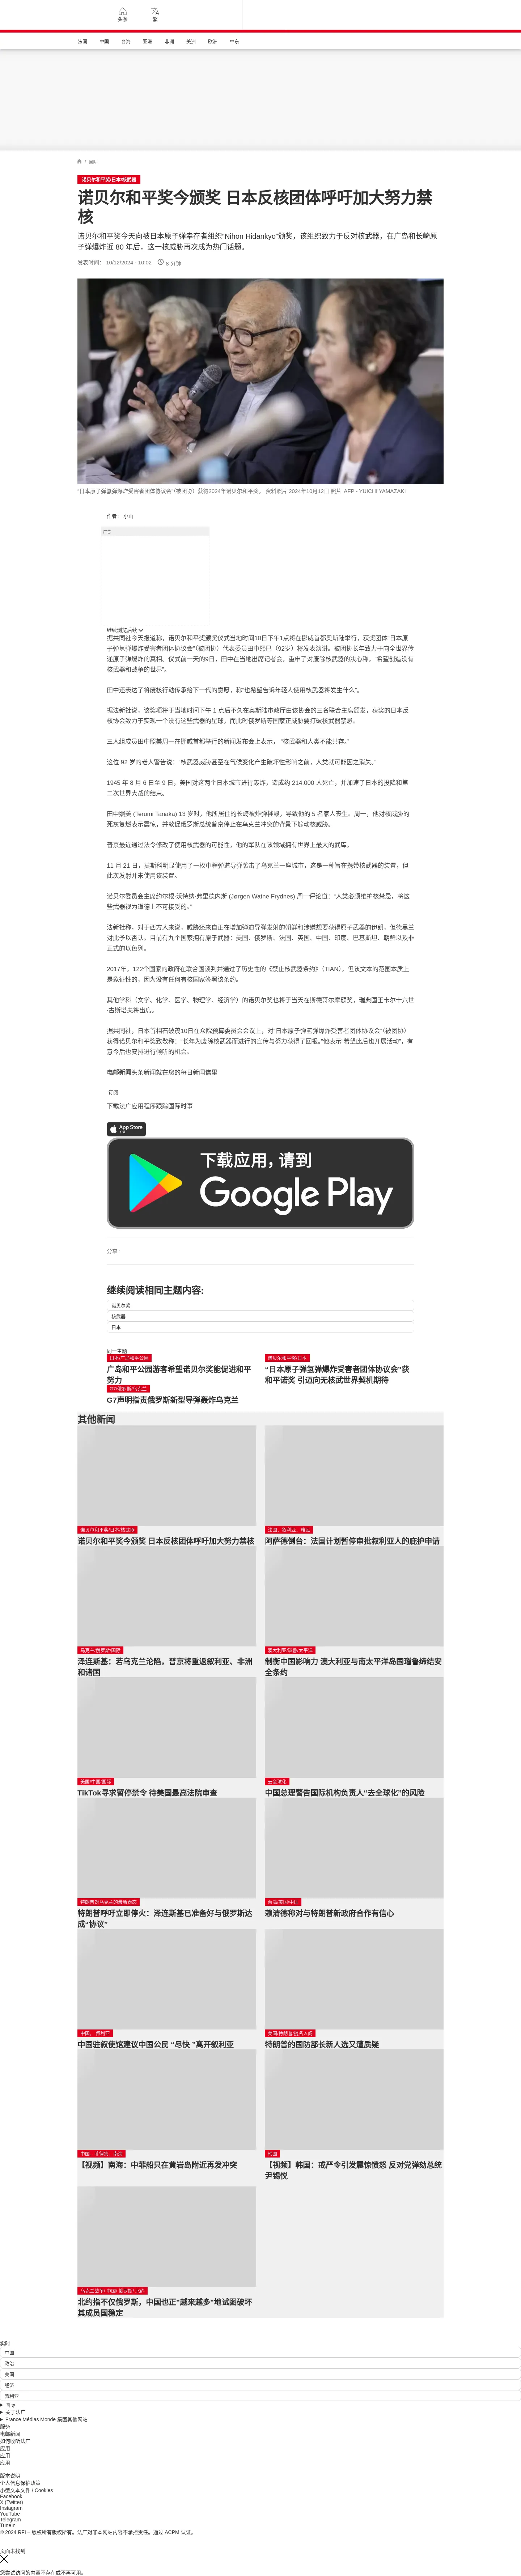 头条
繁
法国
中国
台海
亚洲
非洲
美洲
欧洲
中东
/ 国际
诺贝尔和平奖/日本/核武器
诺贝尔和平奖今颁奖 日本反核团体呼吁加大努力禁
核
诺贝尔和平奖今天向被日本原子弹幸存者组织“Nihon Hidankyo”颁奖，该组织致力于反对核武器，在广岛和长崎原
子弹爆炸近 80 年后，这一核威胁再次成为热门话题。
发表时间： 10/12/2024 - 10:02
6 分钟
“日本原子弹氢弹爆炸受害者团体协议会”（被团协）获得2024年诺贝尔和平奖。 资料照片 2024年10月12日 照片 AFP - YUICHI YAMAZAKI
作者： 小山
广告
继续浏览后续
据共同社今天报道称，诺贝尔和平奖颁奖仪式当地时间10日下午1点将在挪威首都奥斯陆举行，获奖团体“日本原
子弹氢弹爆炸受害者团体协议会”（被团协）代表委员田中熙巳（92岁）将发表演讲。被团协长年致力于向全世界传
递原子弹爆炸的真相。仪式前一天的9日，田中在当地出席记者会，重申了对废除核武器的决心称，“希望创造没有
核武器和战争的世界”。
田中还表达了将废核行动传承给下一代的意愿，称“也希望告诉年轻人使用核武器将发生什么”。
据法新社说，该奖项将于当地时间下午 1 点后不久在奥斯陆市政厅由该协会的三名联合主席颁发，获奖的日本反
核协会致力于实现一个没有这些武器的星球，而此时俄罗斯等国家正威胁要打破核武器禁忌。
三人组成员田中照美周一在挪威首都举行的新闻发布会上表示， “核武器和人类不能共存。”
这位 92 岁的老人警告说：“核武器威胁甚至在气候变化产生破坏性影响之前，人类就可能因之消失。”
1945 年 8 月 6 日至 9 日，美国对这两个日本城市进行轰炸，造成约 214,000 人死亡，并加速了日本的投降和第
二次世界大战的结束。
田中照美 (Terumi Tanaka) 13 岁时，他所居住的长崎被炸弹摧毁，导致他的 5 名家人丧生。周一，他对核威胁的
死灰复燃表示震惊，并敦促俄罗斯总统普京停止在乌克兰冲突的背景下煽动核威胁。
普京最近通过法令修改了使用核武器的可能性，他的军队在该领域拥有世界上最大的武库。
11 月 21 日，莫斯科明显使用了一枚中程弹道导弹袭击了乌克兰一座城市，这是一种旨在携带核武器的装置，但
此次发射并未使用该装置。
诺贝尔委员会主席约尔根·沃特纳·弗里德内斯 (Jørgen Watne Frydnes) 周一评论道：“人类必须维护核禁忌，将这
些武器视为道德上不可接受的。”
法新社称，对于西方人来说，威胁还来自正在增加弹道导弹发射的朝鲜和涉嫌想要获得原子武器的伊朗，但德黑兰
对此予以否认。目前有九个国家拥有原子武器：美国、俄罗斯、法国、英国、中国、印度、巴基斯坦、朝鲜以及非
正式的以色列。
2017年，122个国家的政府在联合国谈判并通过了历史性的《禁止核武器条约》（TIAN），但该文本的范围本质上
是象征性的，因为没有任何有核国家签署该条约。
其他学科（文学、化学、医学、物理学、经济学）的诺贝尔奖也将于当天在斯德哥尔摩颁奖，瑞典国王卡尔十六世
·古斯塔夫将出席。
据共同社，日本首相石破茂10日在众院预算委员会会议上，对“日本原子弹氢弹爆炸受害者团体协议会”（被团协）
获得诺贝尔和平奖致敬称：“长年为废除核武器而进行的宣传与努力获得了回报。”他表示“希望此后也开展活动”，有
意今后也安排进行倾听的机会。
电邮新闻头条新闻就在您的每日新闻信里
订阅
下载法广应用程序跟踪国际时事
App Store
下载
下载应用，请到
Google Play
分享 :
继续阅读相同主题内容:
诺贝尔奖
核武器
日本
同一主题
日本/广岛和平公园
广岛和平公园游客希望诺贝尔奖能促进和平
努力
诺贝尔和平奖/日本
“日本原子弹氢弹爆炸受害者团体协议会”获
和平诺奖 引迈向无核武世界契机期待
G7/俄罗斯/乌克兰
G7声明指责俄罗斯新型导弹轰炸乌克兰
其他新闻
诺贝尔和平奖/日本/核武器
诺贝尔和平奖今颁奖 日本反核团体呼吁加大努力禁核
法国、叙利亚、难民
阿萨德倒台：法国计划暂停审批叙利亚人的庇护申请
乌克兰/俄罗斯/国际
泽连斯基：若乌克兰沦陷，普京将重返叙利亚、非洲
和诸国
澳大利亚/瑙鲁/太平洋
制衡中国影响力 澳大利亚与南太平洋岛国瑙鲁缔结安
全条约
美国/中国/国际
TikTok寻求暂停禁令 待美国最高法院审查
去全球化
中国总理警告国际机构负责人“去全球化”的风险
特朗普对乌克兰的最新表态
特朗普呼吁立即停火：泽连斯基已准备好与俄罗斯达
成“协议”
台湾/美国/中国
赖清德称对与特朗普新政府合作有信心
中国、 叙利亚
中国驻叙使馆建议中国公民 "尽快 "离开叙利亚
美国/特朗普/提名入阁
特朗普的国防部长新人选又遭质疑
中国，菲律宾，南海
【视频】南海：中菲船只在黄岩岛附近再发冲突
韩国
【视频】韩国：戒严令引发震惊愤怒 反对党弹劾总统
尹锡悦
乌克兰战争/ 中国/ 俄罗斯/ 北约
北约指不仅俄罗斯，中国也正"越来越多"地试图破坏
其成员国稳定
实时
中国
政治
美国
经济
叙利亚
国际
关于法广
France Médias Monde 集团其他网站
服务
电邮新闻
如何收听法广
应用
应用
应用
版本说明
个人信息保护政策
小型文本文件 / Cookies
Facebook
X (Twitter)
Instagram
YouTube
Telegram
TuneIn
© 2024 RFI – 版权所有版权所有。法广对非本网站内容不承担责任。通过 ACPM 认证。
页面未找到
您尝试访问的内容不存在或不再可用。